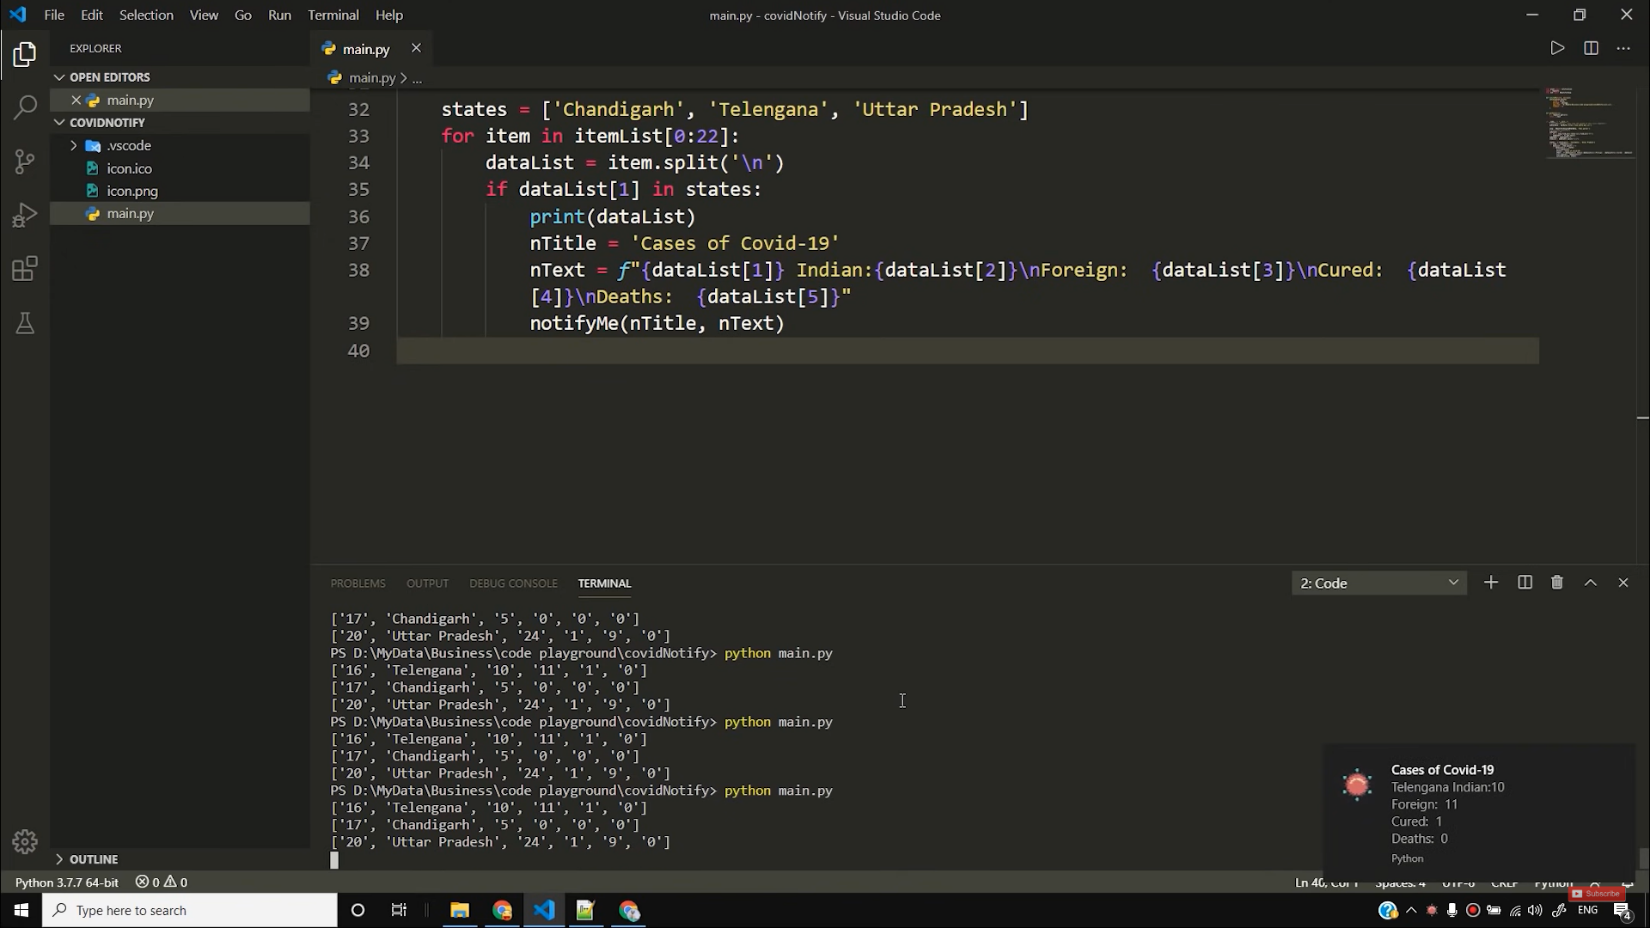 File Edit Selection View Go Run Terminal Help
main.py - covidNotify - Visual Studio Code
EXPLORER
OPEN EDITORS
main.py
COVIDNOTIFY
.vscode
icon.ico
icon.png
main.py
OUTLINE
main.py
main.py > ...
32 states = ['Chandigarh', 'Telengana', 'Uttar Pradesh']
33 for item in itemList[0:22]:
34 dataList = item.split('\n')
35 if dataList[1] in states:
36 print(dataList)
37 nTitle = 'Cases of Covid-19'
38 nText = f"{dataList[1]} Indian:{dataList[2]}\nForeign: {dataList[3]}\nCured: {dataList
[4]}\nDeaths: {dataList[5]}"
39 notifyMe(nTitle, nText)
40
PROBLEMS OUTPUT DEBUG CONSOLE TERMINAL
2: Code
['17', 'Chandigarh', '5', '0', '0', '0']
['20', 'Uttar Pradesh', '24', '1', '9', '0']
PS D:\MyData\Business\code playground\covidNotify> python main.py
['16', 'Telengana', '10', '11', '1', '0']
['17', 'Chandigarh', '5', '0', '0', '0']
['20', 'Uttar Pradesh', '24', '1', '9', '0']
PS D:\MyData\Business\code playground\covidNotify> python main.py
['16', 'Telengana', '10', '11', '1', '0']
['17', 'Chandigarh', '5', '0', '0', '0']
['20', 'Uttar Pradesh', '24', '1', '9', '0']
PS D:\MyData\Business\code playground\covidNotify> python main.py
['16', 'Telengana', '10', '11', '1', '0']
['17', 'Chandigarh', '5', '0', '0', '0']
['20', 'Uttar Pradesh', '24', '1', '9', '0']
Cases of Covid-19
Telengana Indian:10
Foreign: 11
Cured: 1
Deaths: 0
Python
Python 3.7.7 64-bit 0 0
Ln 40, Col 1 Spaces: 4 UTF-8 CRLF Python
Subscribe
Type here to search
ENG
4